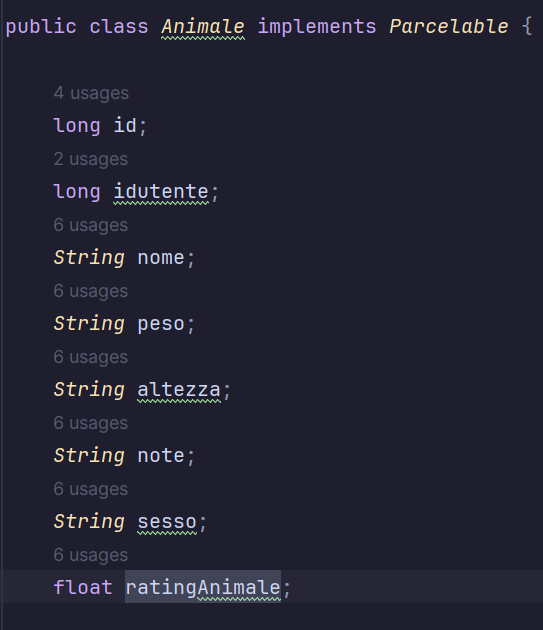 public class Animale implements Parcelable {
4 usages
long id;
2 usages
long idutente;
6 usages
String nome;
6 usages
String peso;
6 usages
String altezza;
6 usages
String note;
6 usages
String sesso;
6 usages
float ratingAnimale;